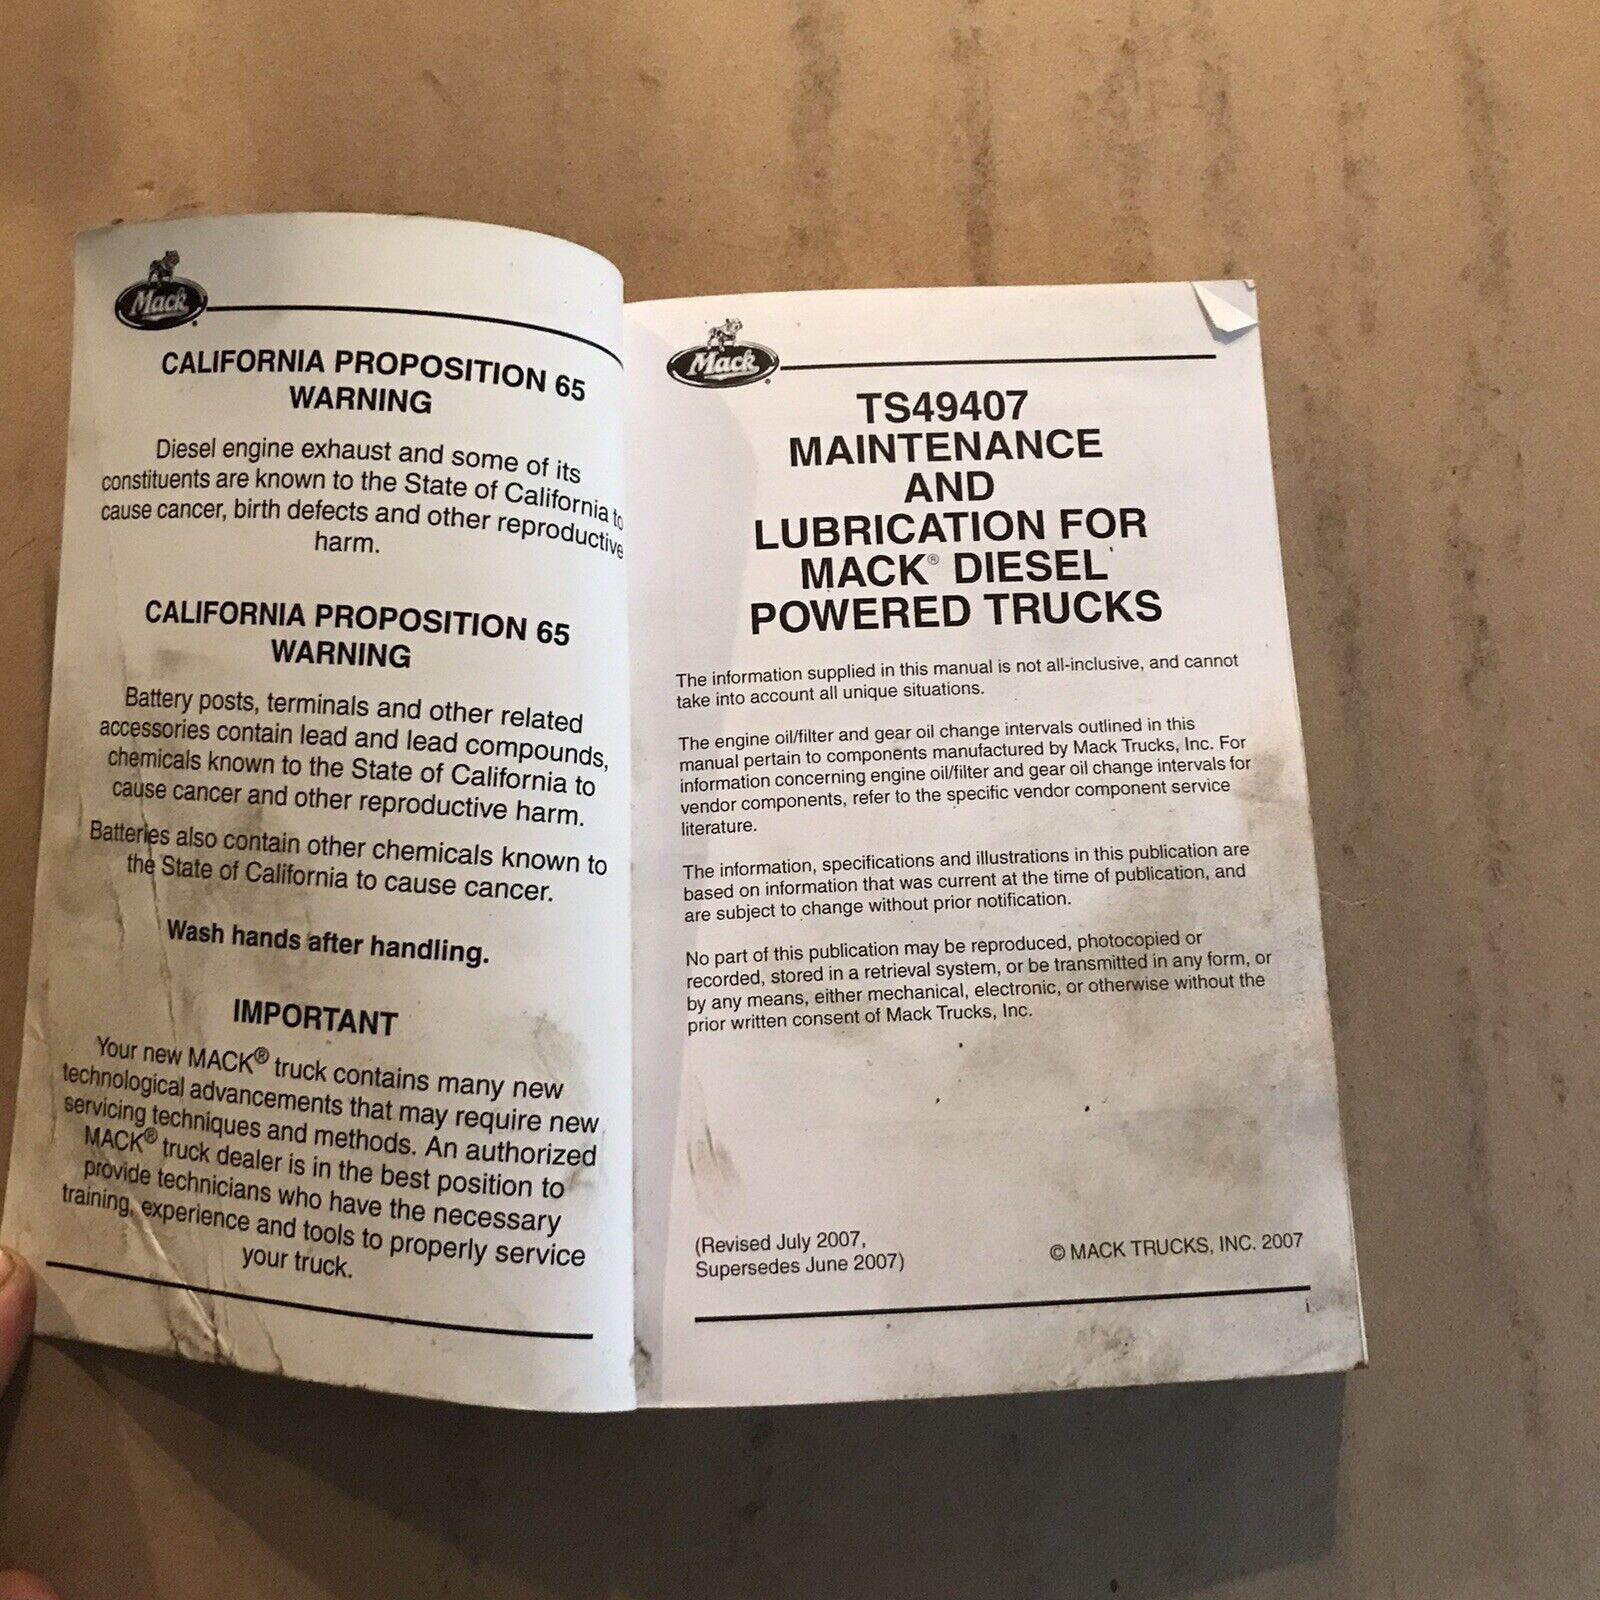 Mack
CALIFORNIA PROPOSITION 65
WARNING
Diesel engine exhaust and some of its
constituents are known to the State of California to
cause cancer, birth defects and other reproductive
harm.
CALIFORNIA PROPOSITION 65
WARNING
Battery posts, terminals and other related
accessories contain lead and lead compounds,
chemicals known to the State of California to
cause cancer and other reproductive harm.
Batteries also contain other chemicals known to
the State of California to cause cancer.
Wash hands after handling.
IMPORTANT
Your new MACK® truck contains many new
technological advancements that may require new
servicing techniques and methods. An authorized
MACK® truck dealer is in the best position to
provide technicians who have the necessary
training, experience and tools to properly service
your truck.
Mack
TS49407
MAINTENANCE
AND
LUBRICATION FOR
MACK® DIESEL
POWERED TRUCKS
The information supplied in this manual is not all-inclusive, and cannot
take into account all unique situations.
The engine oil/filter and gear oil change intervals outlined in this
manual pertain to components manufactured by Mack Trucks, Inc. For
information concerning engine oil/filter and gear oil change intervals for
vendor components, refer to the specific vendor component service
literature.
The information, specifications and illustrations in this publication are
based on information that was current at the time of publication, and
are subject to change without prior notification.
No part of this publication may be reproduced, photocopied or
recorded, stored in a retrieval system, or be transmitted in any form, or
by any means, either mechanical, electronic, or otherwise without the
prior written consent of Mack Trucks, Inc.
(Revised July 2007,
Supersedes June 2007)
© MACK TRUCKS, INC. 2007
i